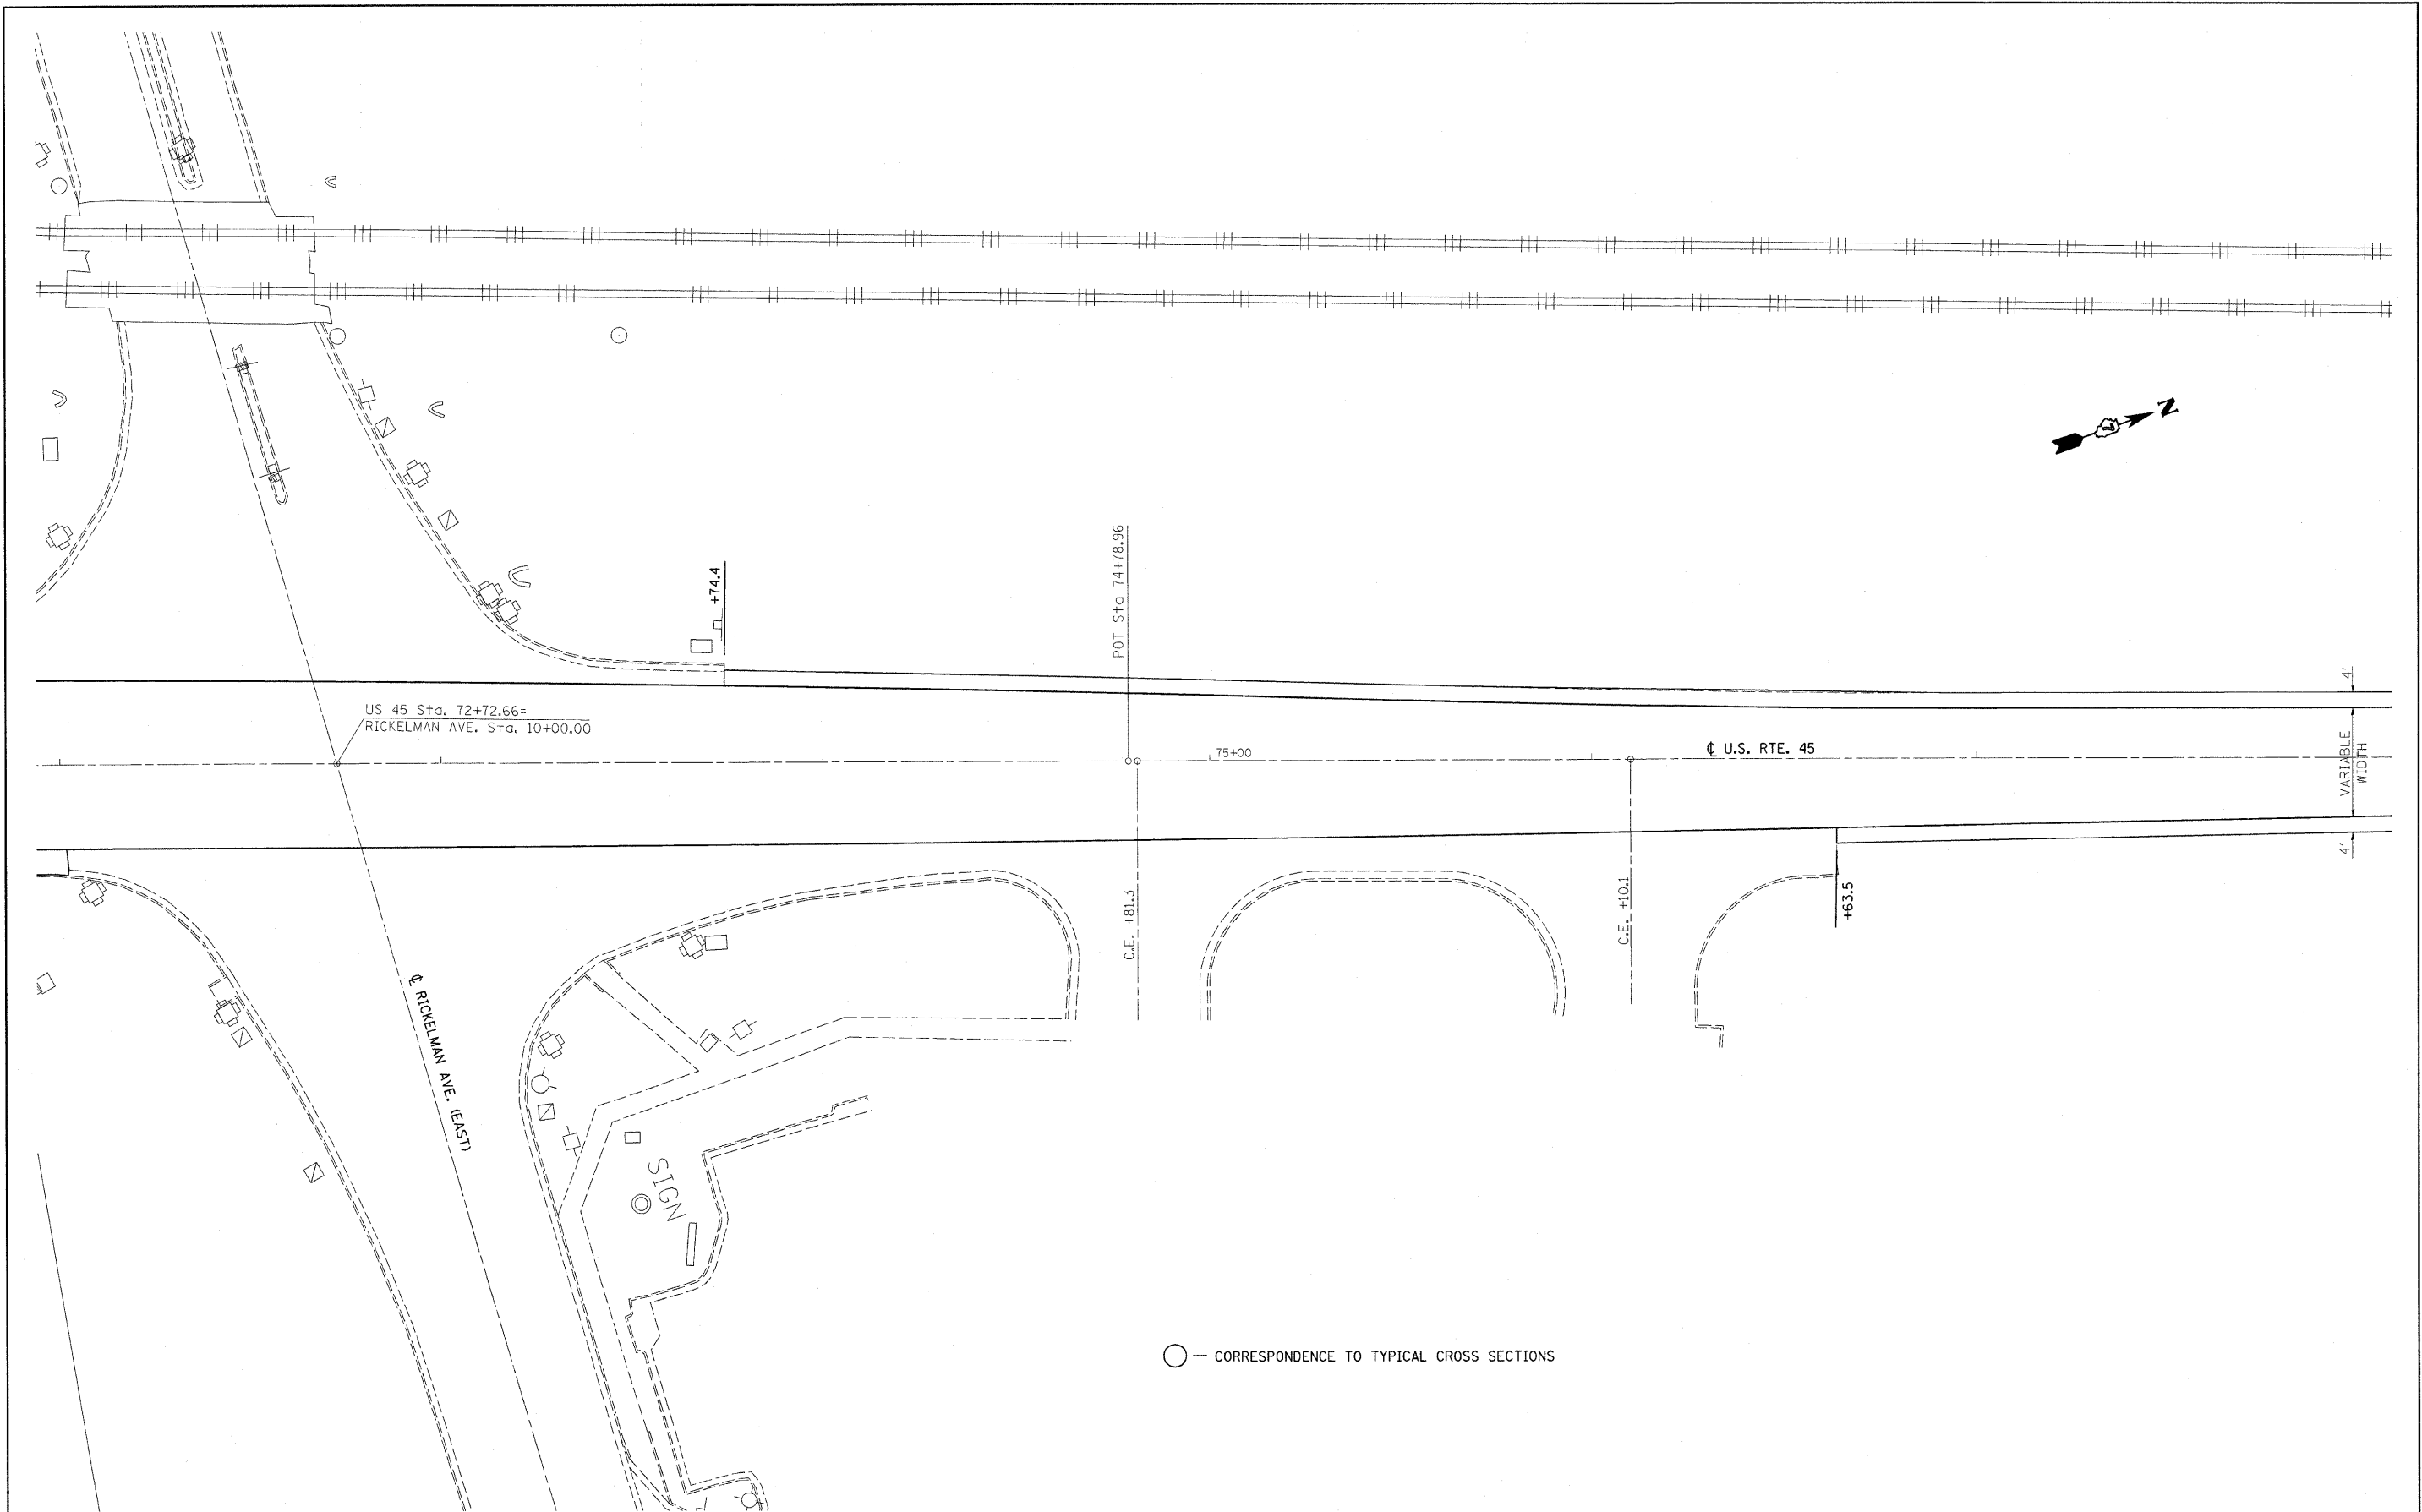 N
+74.4
POT Sta 74+78.96
US 45 Sta. 72+72.66=
RICKELMAN AVE. Sta. 10+00.00
75+00
℄ U.S. RTE. 45
4'
VARIABLE
WIDTH
4'
C.E. +81.3
C.E. +10.1
+63.5
℄ RICKELMAN AVE. (EAST)
SIGN
— CORRESPONDENCE TO TYPICAL CROSS SECTIONS